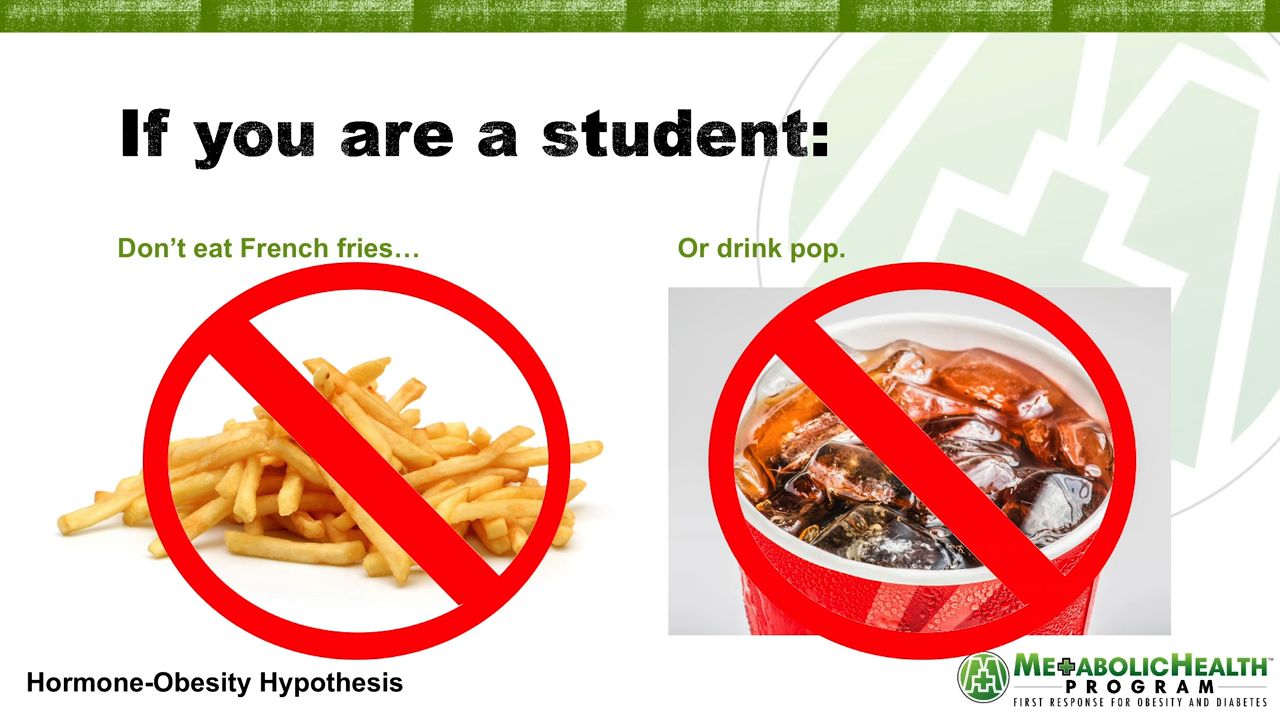 If you are a student:
Don’t eat French fries…
Or drink pop.
Hormone-Obesity Hypothesis
METABOLICHEALTH™
PROGRAM
FIRST RESPONSE FOR OBESITY AND DIABETES